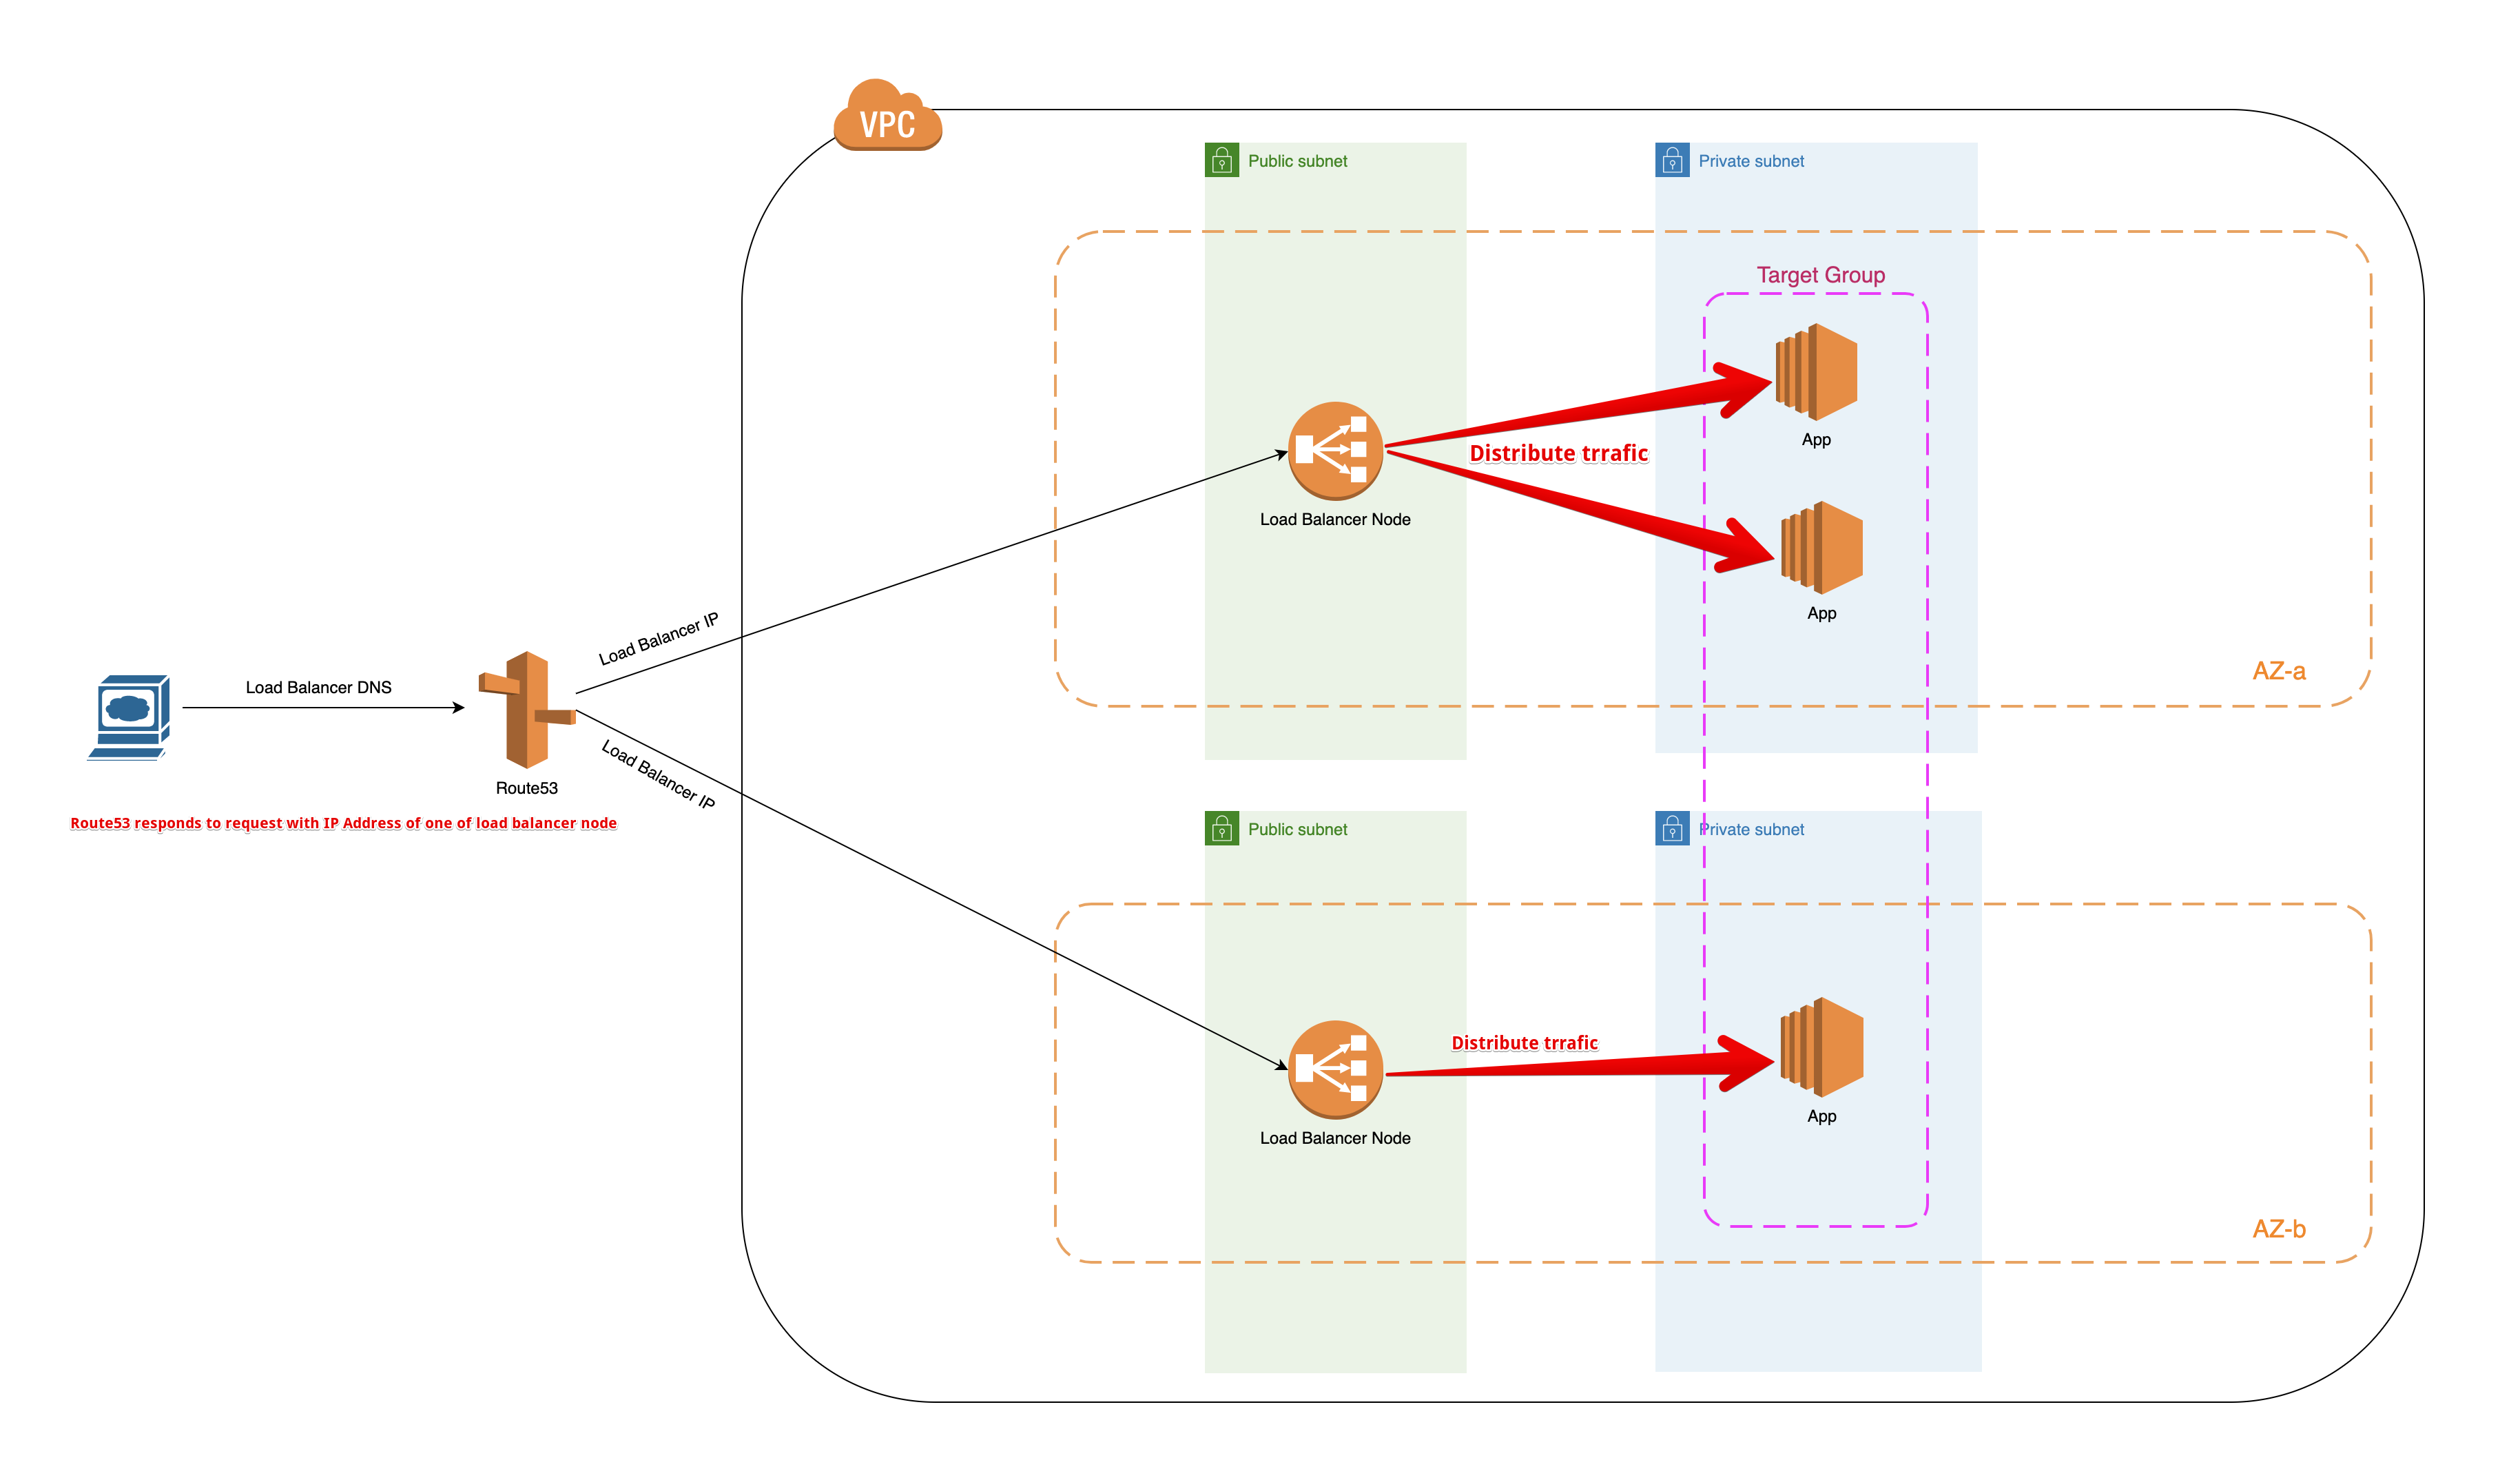 VPC
Public subnet
Private subnet
Target Group
App
Distribute trrafic
Load Balancer Node
App
Load Balancer IP
AZ-a
Load Balancer DNS
Load Balancer IP
Route53
Route53 responds to request with IP Address of one of load balancer node
Public subnet
Private subnet
Distribute trrafic
App
Load Balancer Node
AZ-b